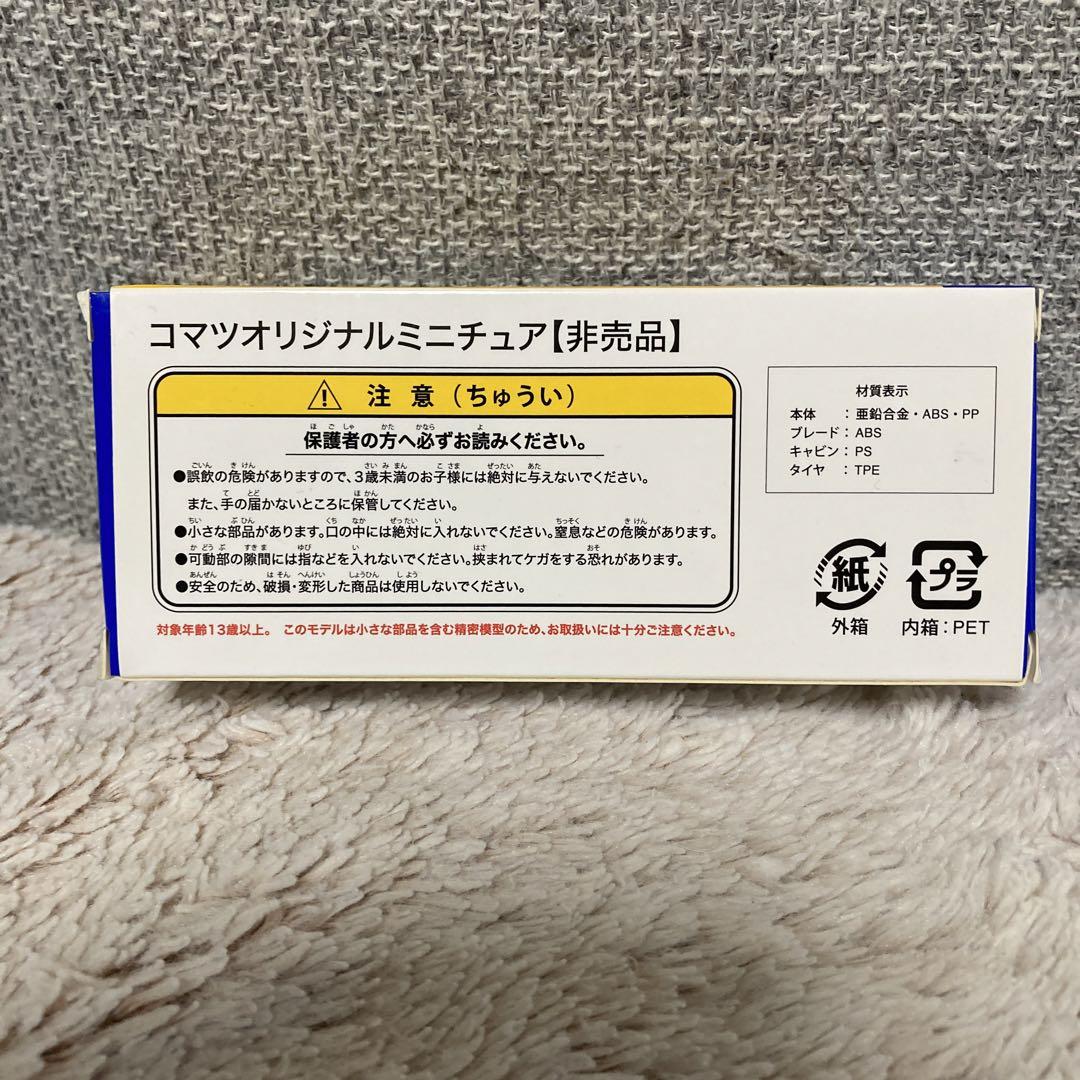 コマツオリジナルミニチュア【非売品】
注意（ちゅうい）
保護者の方へ必ずお読みください。
●誤飲の危険がありますので、3歳未満のお子様には絶対に与えないでください。
また、手の届かないところに保管してください。
●小さな部品があります。口の中には絶対に入れないでください。窒息などの危険があります。
●可動部の隙間には指などを入れないでください。挟まれてケガをする恐れがあります。
●安全のため、破損・変形した商品は使用しないでください。
対象年齢13歳以上。 このモデルは小さな部品を含む精密模型のため、お取扱いには十分ご注意ください。
材質表示
本体 ：亜鉛合金・ABS・PP
ブレード：ABS
キャビン：PS
タイヤ ：TPE
紙
外箱
プラ
内箱：PET